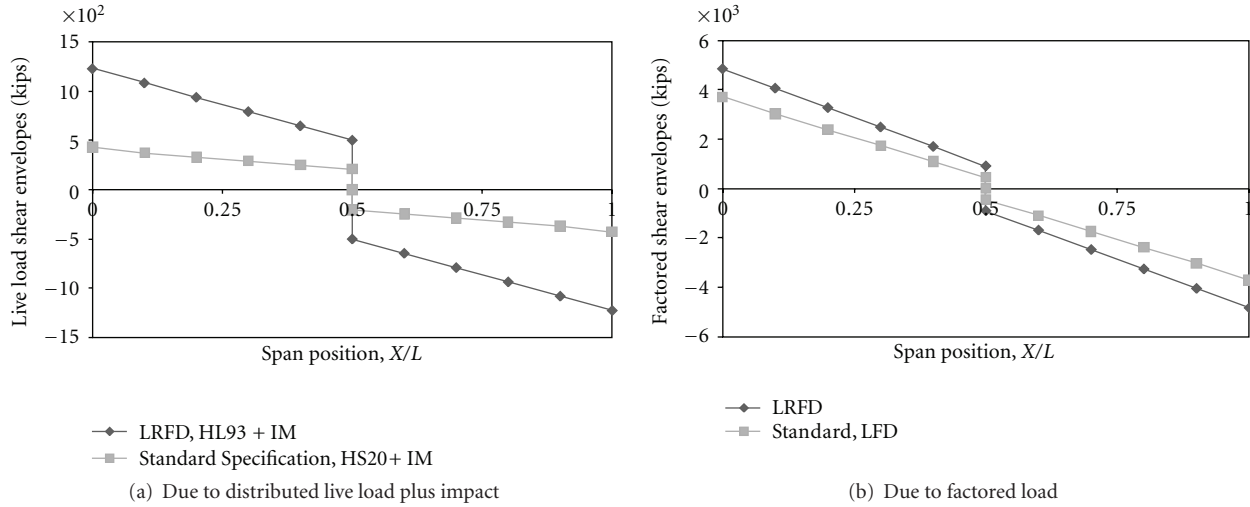 ×10²
15
10
5
0
−5
−10
−15
0
0.25
0.5
0.75
1
Live load shear envelopes (kips)
Span position, X/L
LRFD, HL93 + IM
Standard Specification, HS20+ IM
(a) Due to distributed live load plus impact
×10³
6
4
2
0
−2
−4
−6
0
0.25
0.5
0.75
1
Factored shear envelopes (kips)
Span position, X/L
LRFD
Standard, LFD
(b) Due to factored load